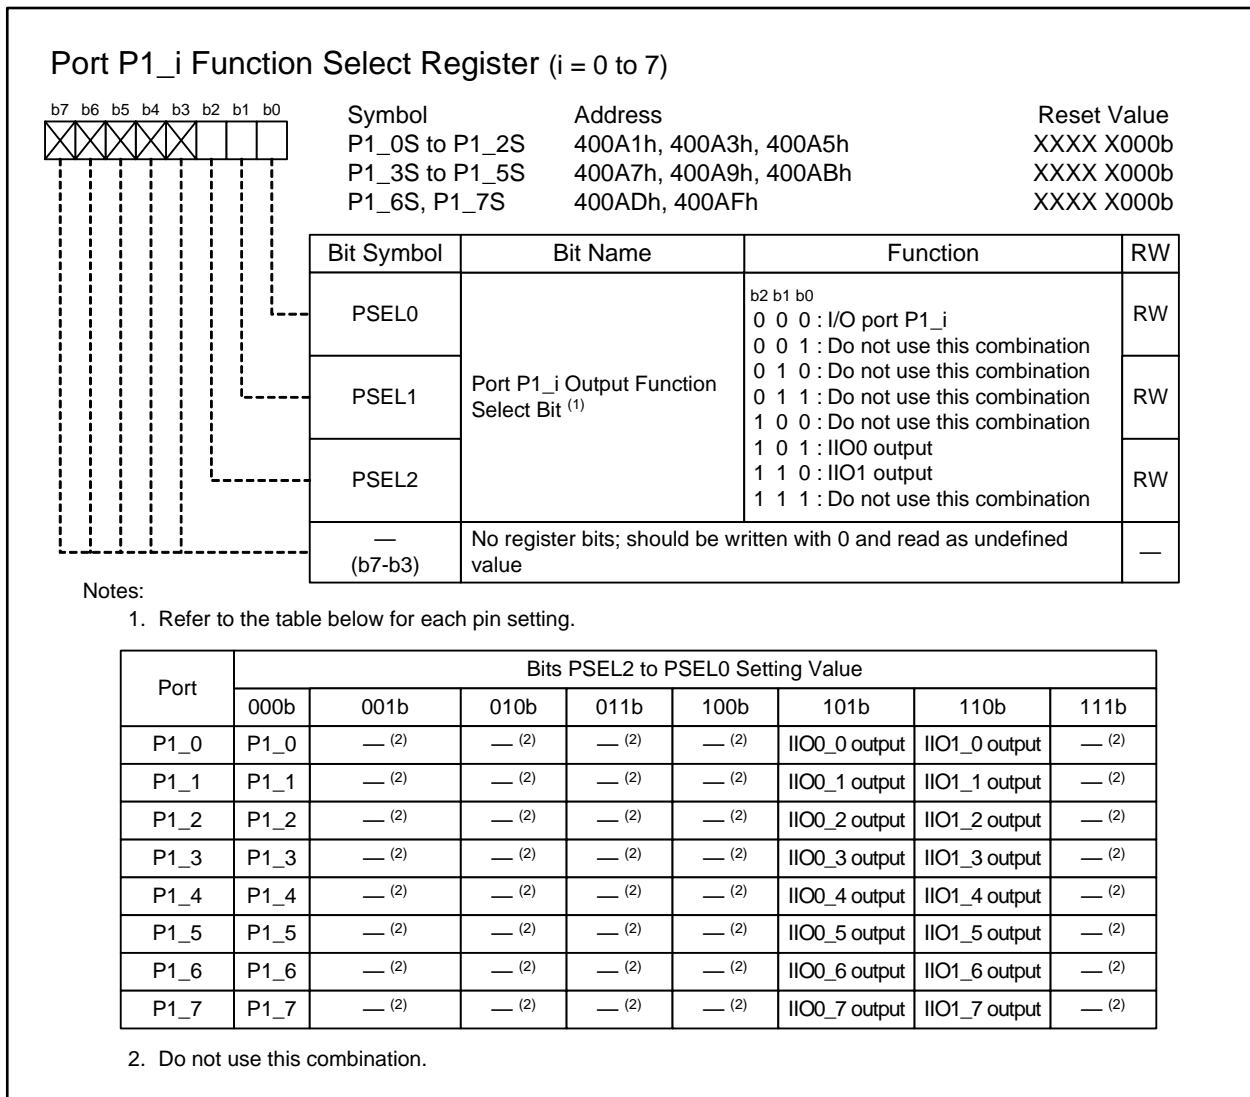 Port P1_i Function Select Register (i = 0 to 7)
b7 b6 b5 b4 b3 b2 b1 b0
Symbol Address Reset Value
P1_0S to P1_2S 400A1h, 400A3h, 400A5h XXXX X000b
P1_3S to P1_5S 400A7h, 400A9h, 400ABh XXXX X000b
P1_6S, P1_7S 400ADh, 400AFh XXXX X000b
Bit Symbol Bit Name Function RW
PSEL0 RW
PSEL1 RW
PSEL2 RW
Port P1_i Output Function
Select Bit (1)
b2 b1 b0
0 0 0 : I/O port P1_i
0 0 1 : Do not use this combination
0 1 0 : Do not use this combination
0 1 1 : Do not use this combination
1 0 0 : Do not use this combination
1 0 1 : IIO0 output
1 1 0 : IIO1 output
1 1 1 : Do not use this combination
—
(b7-b3)
No register bits; should be written with 0 and read as undefined
value
—
Notes:
1. Refer to the table below for each pin setting.
Port Bits PSEL2 to PSEL0 Setting Value
000b 001b 010b 011b 100b 101b 110b 111b
P1_0 P1_0 — (2) — (2) — (2) — (2) IIO0_0 output IIO1_0 output — (2)
P1_1 P1_1 — (2) — (2) — (2) — (2) IIO0_1 output IIO1_1 output — (2)
P1_2 P1_2 — (2) — (2) — (2) — (2) IIO0_2 output IIO1_2 output — (2)
P1_3 P1_3 — (2) — (2) — (2) — (2) IIO0_3 output IIO1_3 output — (2)
P1_4 P1_4 — (2) — (2) — (2) — (2) IIO0_4 output IIO1_4 output — (2)
P1_5 P1_5 — (2) — (2) — (2) — (2) IIO0_5 output IIO1_5 output — (2)
P1_6 P1_6 — (2) — (2) — (2) — (2) IIO0_6 output IIO1_6 output — (2)
P1_7 P1_7 — (2) — (2) — (2) — (2) IIO0_7 output IIO1_7 output — (2)
2. Do not use this combination.